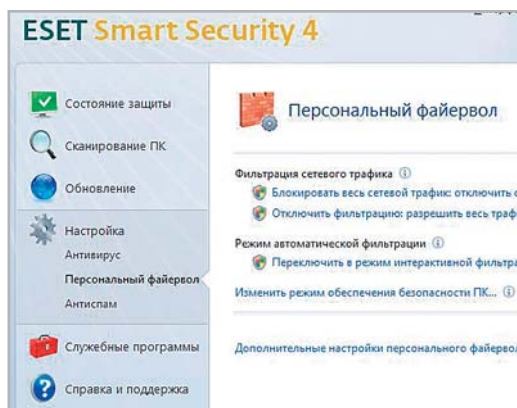 ESET Smart Security 4
Состояние защиты
Сканирование ПК
Обновление
Настройка
Антивирус
Персональный файервол
Антиспам
Служебные программы
Справка и поддержка
Персональный файервол
Фильтрация сетевого трафика
Блокировать весь сетевой трафик: отключить
Отключить фильтрацию: разрешить весь
Режим автоматической фильтрации
Переключить в режим интерактивной
Изменить режим обеспечения безопасности ПК...
Дополнительные настройки персонального